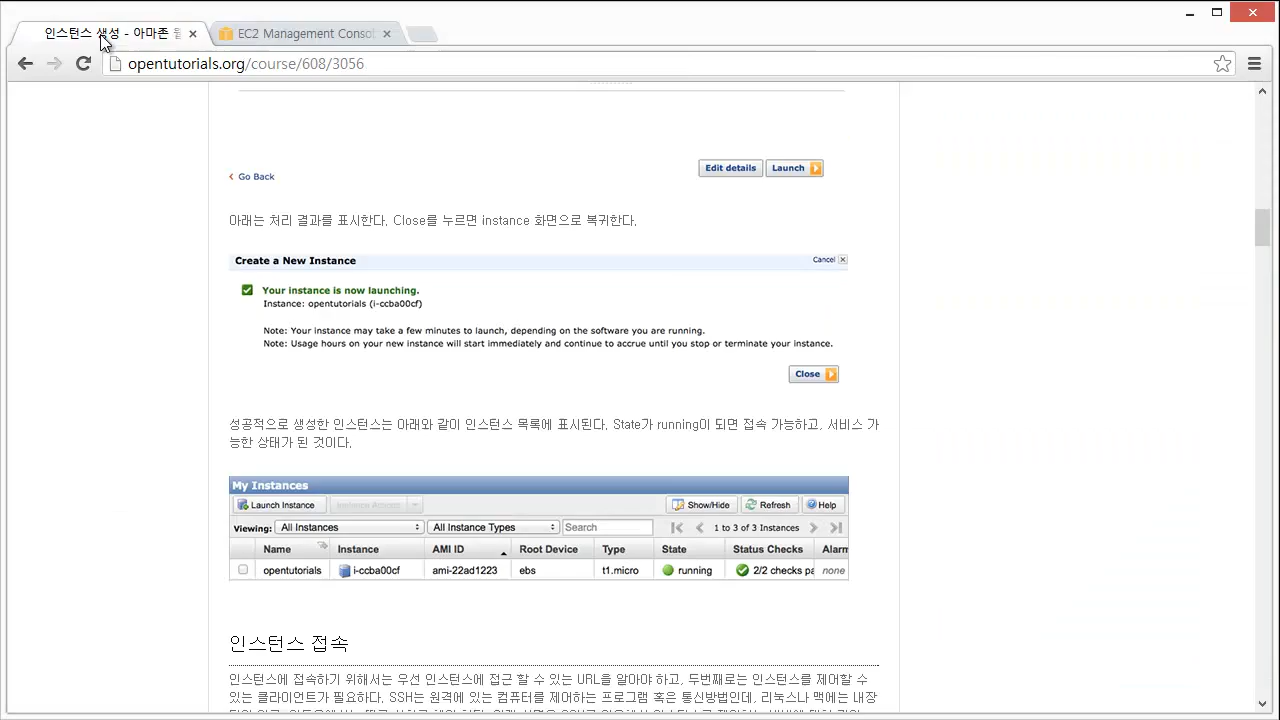 인스턴스 생성 - 아마존
EC2 Management Consol
opentutorials.org/course/608/3056
Go Back
Edit details
Launch
아래는 처리 결과를 표시한다. Close를 누르면 instance 화면으로 복귀한다.
Create a New Instance
Cancel
Your instance is now launching.
Instance: opentutorials (i-ccba00cf)
Note: Your instance may take a few minutes to launch, depending on the software you are running.
Note: Usage hours on your new instance will start immediately and continue to accrue until you stop or terminate your instance.
Close
성공적으로 생성한 인스턴스는 아래와 같이 인스턴스 목록에 표시된다. State가 running이 되면 접속 가능하고, 서비스 가
능한 상태가 된 것이다.
My Instances
Launch Instance
Instance Actions
Show/Hide
Refresh
Help
Viewing: All Instances All Instance Types Search 1 to 3 of 3 Instances
Name Instance AMI ID Root Device Type State Status Checks Alarm
opentutorials i-ccba00cf ami-22ad1223 ebs t1.micro running 2/2 checks pa none
인스턴스 접속
인스턴스에 접속하기 위해서는 우선 인스턴스에 접근 할 수 있는 URL을 알아야 하고, 두번째로는 인스턴스를 제어할 수
있는 클라이언트가 필요하다. SSH는 원격에 있는 컴퓨터를 제어하는 프로그램 혹은 통신방법인데, 리눅스나 맥에는 내장